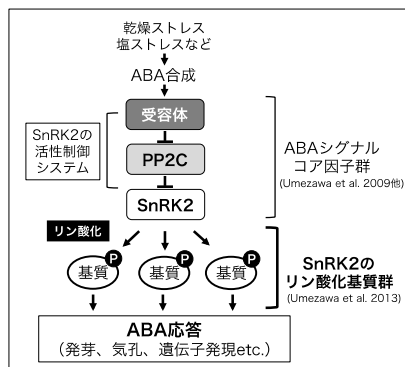 乾燥ストレス
塩ストレスなど
ABA合成
受容体
SnRK2の
活性制御
システム
PP2C
SnRK2
ABAシグナル
コア因子群
(Umezawa et al. 2009他)
リン酸化
P
P
P
基質
基質
基質
SnRK2の
リン酸化基質群
(Umezawa et al. 2013)
ABA応答
（発芽、気孔、遺伝子発現etc.）